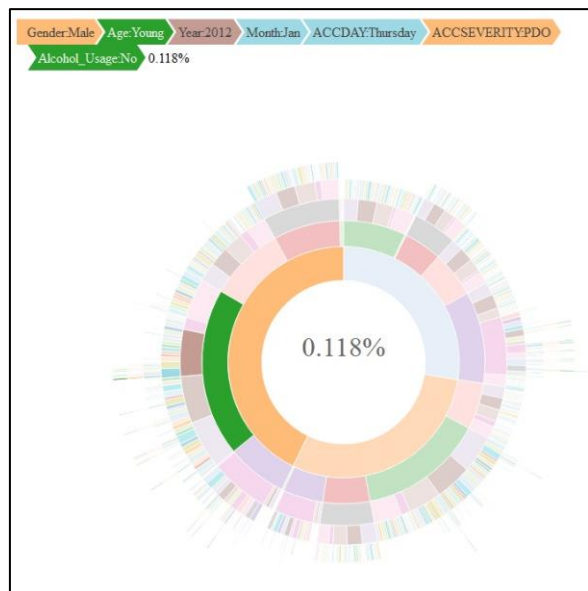 Gender:Male Age:Young Year:2012 Month:Jan ACCDAY:Thursday ACCSEVERITY:PDO
Alcohol_Usage:No 0.118%
0.118%